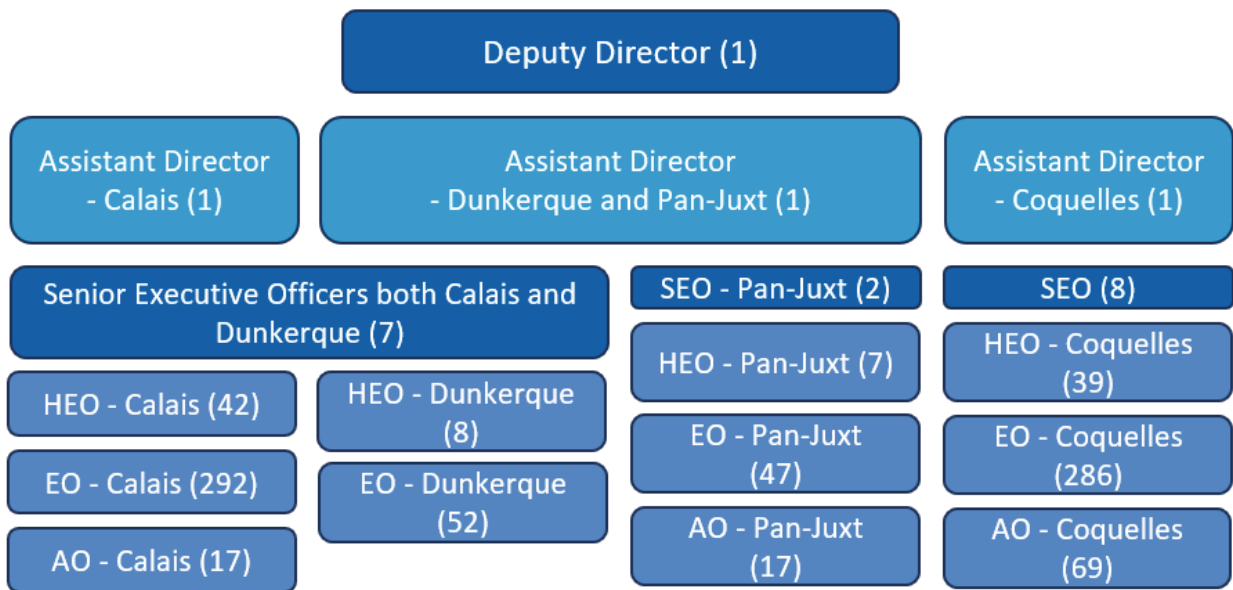 Deputy Director (1)
Assistant Director
- Calais (1)
Assistant Director
- Dunkerque and Pan-Juxt (1)
Assistant Director
- Coquelles (1)
Senior Executive Officers both Calais and
Dunkerque (7)
SEO - Pan-Juxt (2)
SEO (8)
HEO - Calais (42)
HEO - Dunkerque
(8)
HEO - Pan-Juxt (7)
HEO - Coquelles
(39)
EO - Calais (292)
EO - Dunkerque
(52)
EO - Pan-Juxt
(47)
EO - Coquelles
(286)
AO - Calais (17)
AO - Pan-Juxt
(17)
AO - Coquelles
(69)